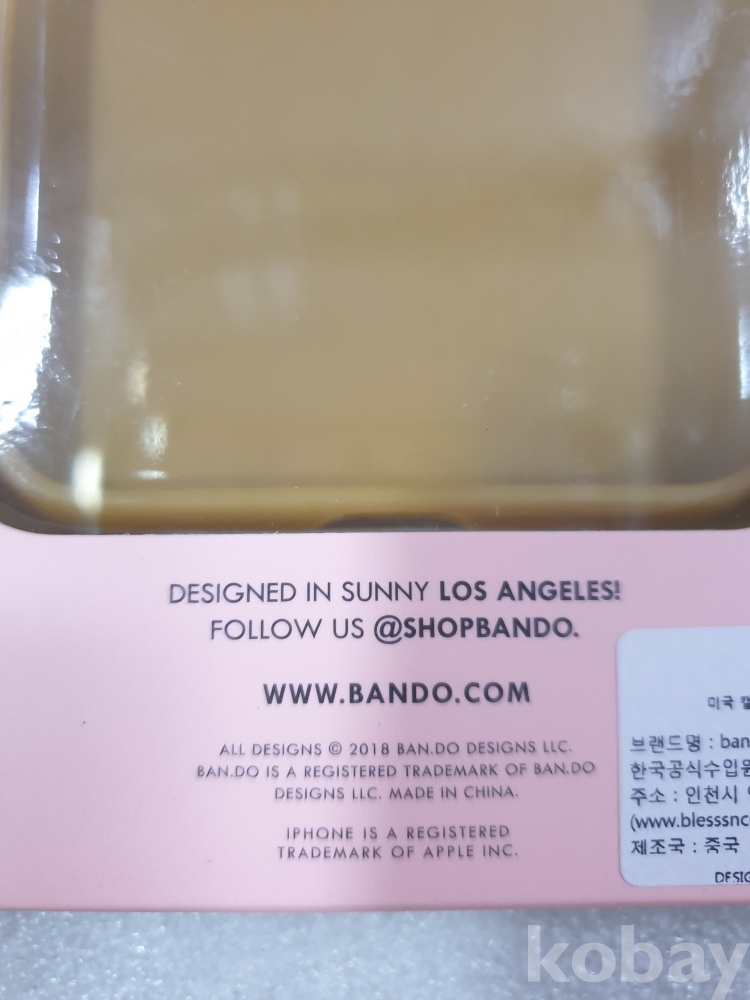 DESIGNED IN SUNNY LOS ANGELES!
FOLLOW US @SHOPBANDO.
WWW.BANDO.COM
ALL DESIGNS © 2018 BAN.DO DESIGNS LLC.
BAN.DO IS A REGISTERED TRADEMARK OF BAN.DO
DESIGNS LLC. MADE IN CHINA.
IPHONE IS A REGISTERED
TRADEMARK OF APPLE INC.
미국
브랜드명 : ban
한국공식수입원
주소 : 인천시
(www.blesssnc
제조국 : 중국
DESIG
kobay